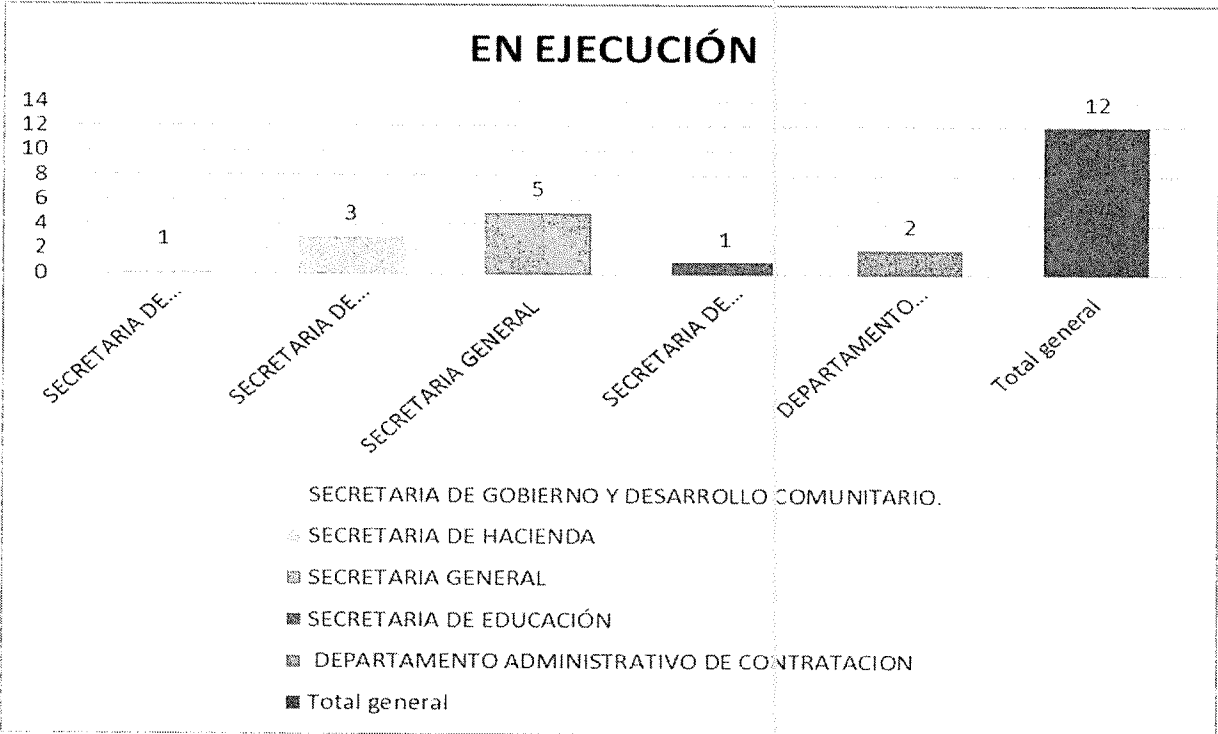 EN EJECUCIÓN
14
12
10
8
6
4
2
0
1
3
5
1
2
12
SECRETARIA DE...
SECRETARIA DE...
SECRETARIA GENERAL
SECRETARIA DE...
DEPARTAMENTO...
Total general
SECRETARIA DE GOBIERNO Y DESARROLLO COMUNITARIO.
SECRETARIA DE HACIENDA
SECRETARIA GENERAL
SECRETARIA DE EDUCACIÓN
DEPARTAMENTO ADMINISTRATIVO DE CONTRATACION
Total general